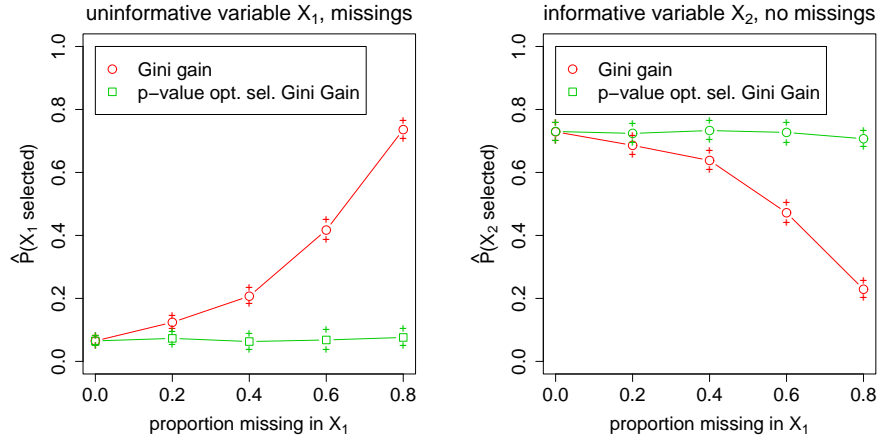 uninformative variable X1, missings
Gini gain
p−value opt. sel. Gini Gain
P̂(X1 selected)
0.0 0.2 0.4 0.6 0.8 1.0
0.0 0.2 0.4 0.6 0.8
proportion missing in X1
informative variable X2, no missings
Gini gain
p−value opt. sel. Gini Gain
P̂(X2 selected)
0.0 0.2 0.4 0.6 0.8 1.0
0.0 0.2 0.4 0.6 0.8
proportion missing in X1